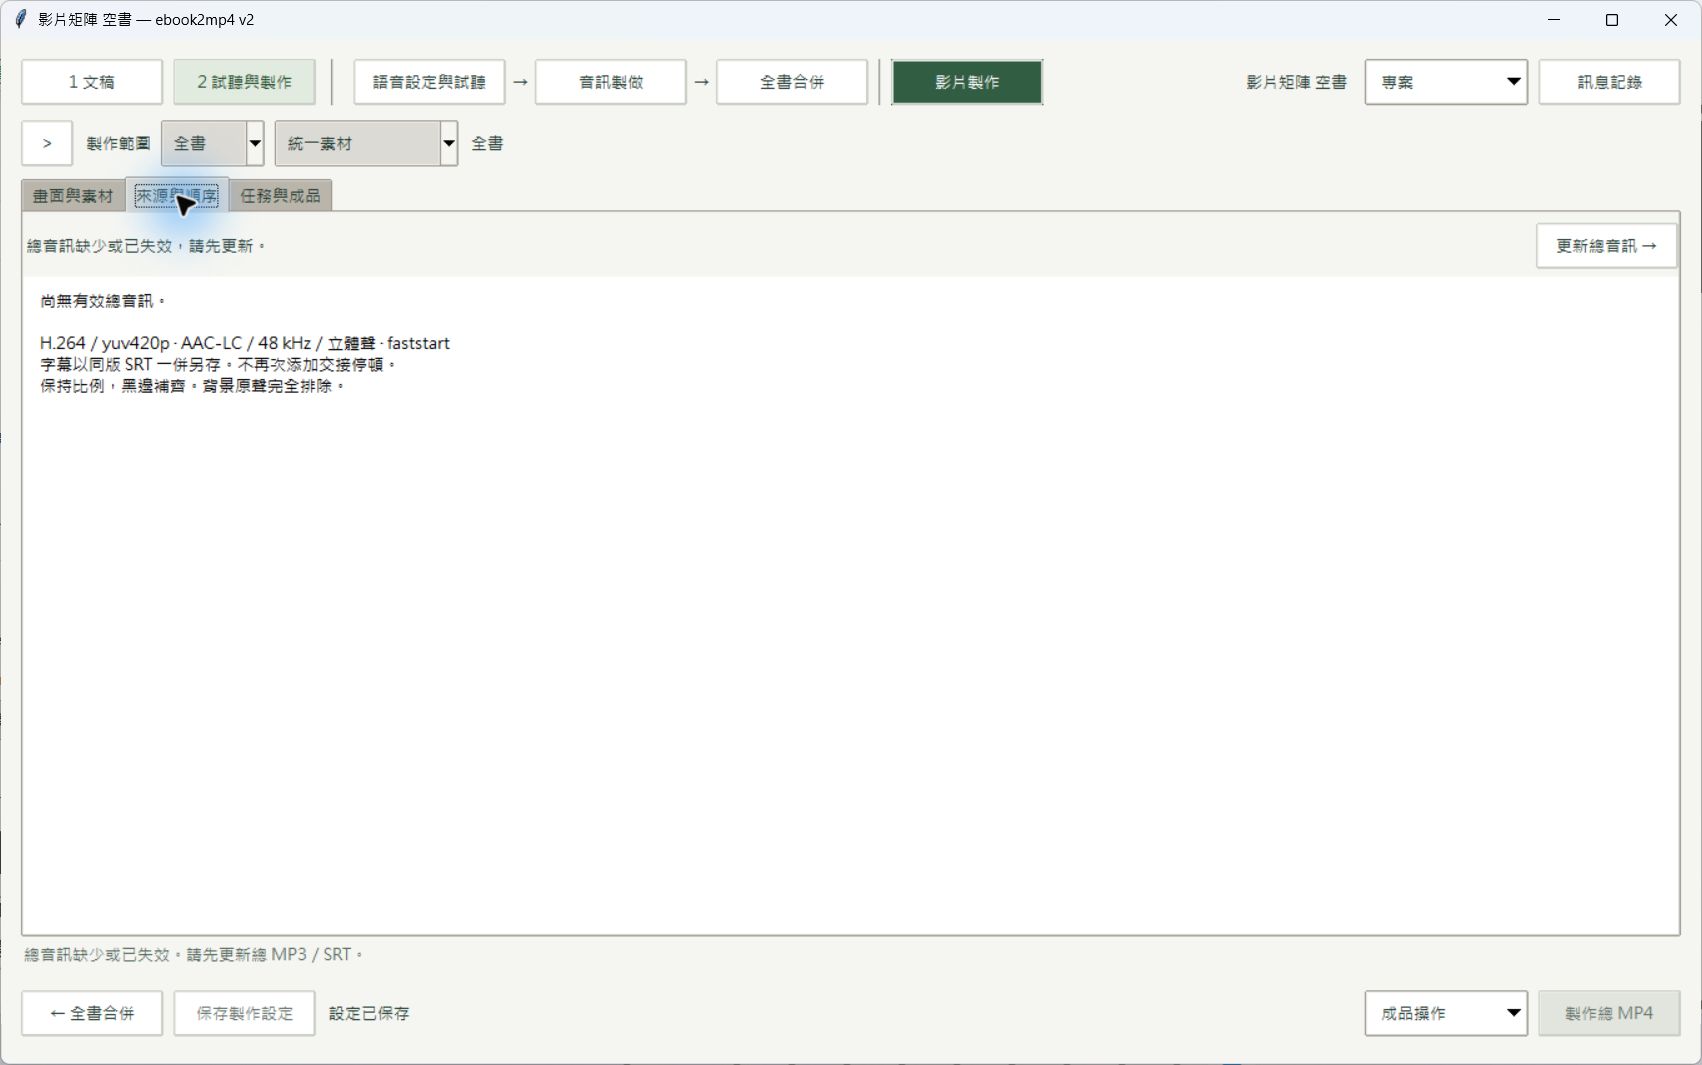 影片矩陣 空書 — ebook2mp4 v2
1 文稿
2 試聽與製作
語音設定與試聽
→
音訊製做
→
全書合併
影片製作
影片矩陣 空書
專案
訊息記錄
>
製作範圍
全書
統一素材
全書
畫面與素材
來源與順序
任務與成品
總音訊缺少或已失效，請先更新。
更新總音訊 →
尚無有效總音訊。
H.264 / yuv420p · AAC-LC / 48 kHz / 立體聲 · faststart
字幕以同版 SRT 一併另存。不再次添加交接停頓。
保持比例，黑邊補齊。背景原聲完全排除。
總音訊缺少或已失效。請先更新總 MP3 / SRT。
← 全書合併
保存製作設定
設定已保存
成品操作
製作總 MP4